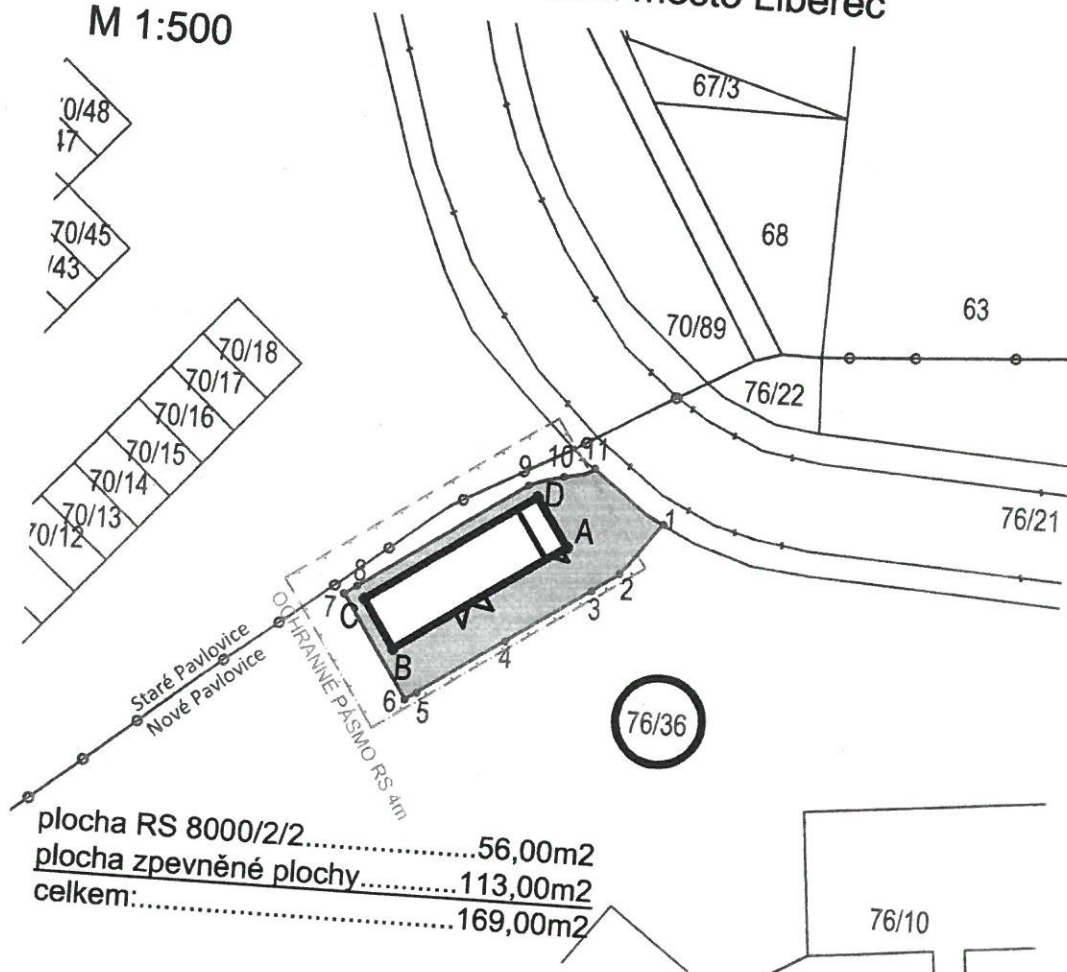 město Liberec
M 1:500
67/3
70/48
47
70/45
/43
68
63
70/89
70/18
70/17
76/22
70/16
70/15
70/14
70/13
70/12
76/21
9
10
11
D
A
1
2
3
8
7
C
B
4
5
6
OCHRANNÉ PÁSMO RS 4m
Staré Pavlovice
Nové Pavlovice
76/36
plocha RS 8000/2/2........................56,00m2
plocha zpevněné plochy............113,00m2
celkem:.......................................169,00m2
76/10